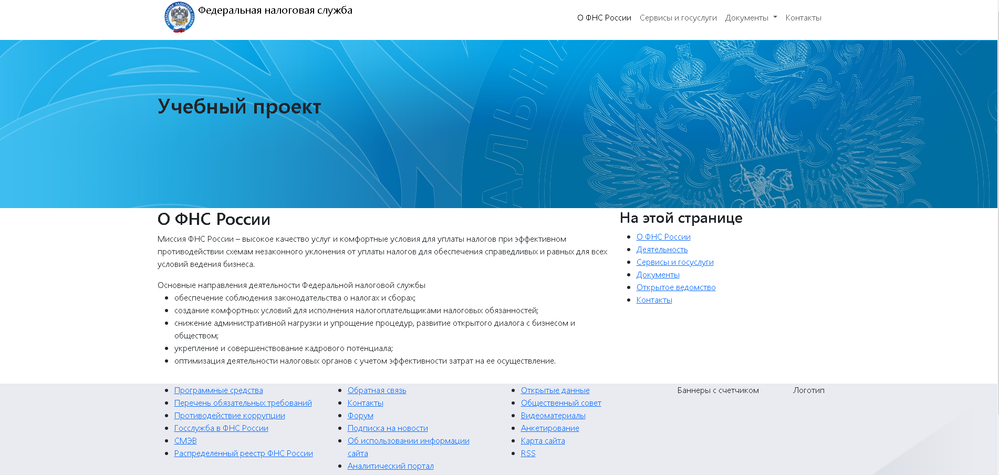 Федеральная налоговая служба
О ФНС России Сервисы и госуслуги Документы Контакты
АЛЬНА
Учебный проект
О ФНС России
Миссия ФНС России – высокое качество услуг и комфортные условия для уплаты налогов при эффективном
противодействии схемам незаконного уклонения от уплаты налогов для обеспечения справедливых и равных для всех
условий ведения бизнеса.
Основные направления деятельности Федеральной налоговой службы
обеспечение соблюдения законодательства о налогах и сборах;
создание комфортных условий для исполнения налогоплательщиками налоговых обязанностей;
снижение административной нагрузки и упрощение процедур, развитие открытого диалога с бизнесом и
обществом;
укрепление и совершенствование кадрового потенциала;
оптимизация деятельности налоговых органов с учетом эффективности затрат на ее осуществление.
На этой странице
О ФНС России
Деятельность
Сервисы и госуслуги
Документы
Открытое ведомство
Контакты
Программные средства
Перечень обязательных требований
Противодействие коррупции
Госслужба в ФНС России
СМЭВ
Распределенный реестр ФНС России
Обратная связь
Контакты
Форум
Подписка на новости
Об использовании информации
сайта
Аналитический портал
Открытые данные
Общественный совет
Видеоматериалы
Анкетирование
Карта сайта
RSS
Баннеры с счетчиком
Логотип